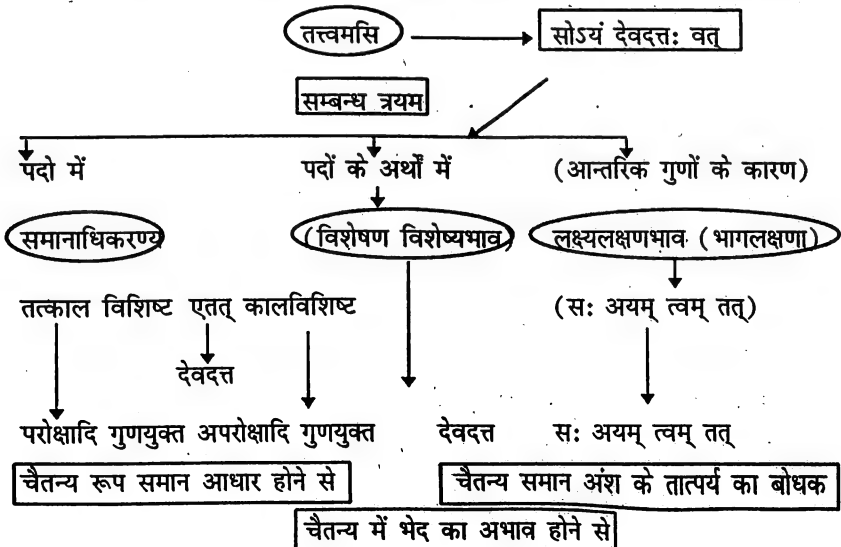 तत्त्वमसि सोऽयं देवदत्त: वत्
सम्बन्ध त्रयम
पदो में पदों के अर्थों में (आन्तरिक गुणों के कारण)
समानाधिकरण्य (विशेषण विशेष्यभाव) लक्ष्यलक्षणभाव (भागलक्षणा)
तत्काल विशिष्ट एतत् कालविशिष्ट (स: अयम् त्वम् तत्)
देवदत्त
परोक्षादि गुणयुक्त अपरोक्षादि गुणयुक्त देवदत्त स: अयम् त्वम् तत्
चैतन्य रूप समान आधार होने से चैतन्य समान अंश के तात्पर्य का बोधक
चैतन्य में भेद का अभाव होने से